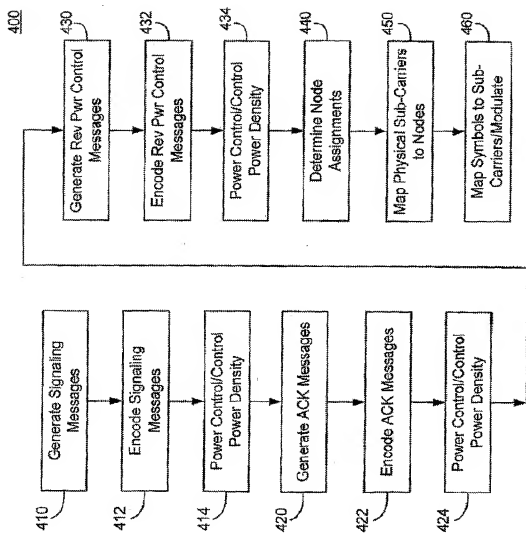 400
410
Generate Signaling
Messages
412
Encode Signaling
Messages
414
Power Control/Control
Power Density
420
Generate ACK Messages
422
Encode ACK Messages
424
Power Control/Control
Power Density
430
Generate Rev Pwr Control
Messages
432
Encode Rev Pwr Control
Messages
434
Power Control/Control
Power Density
440
Determine Node
Assignments
450
Map Physical Sub-Carriers
to Nodes
460
Map Symbols to Sub-
Carriers/Modulate